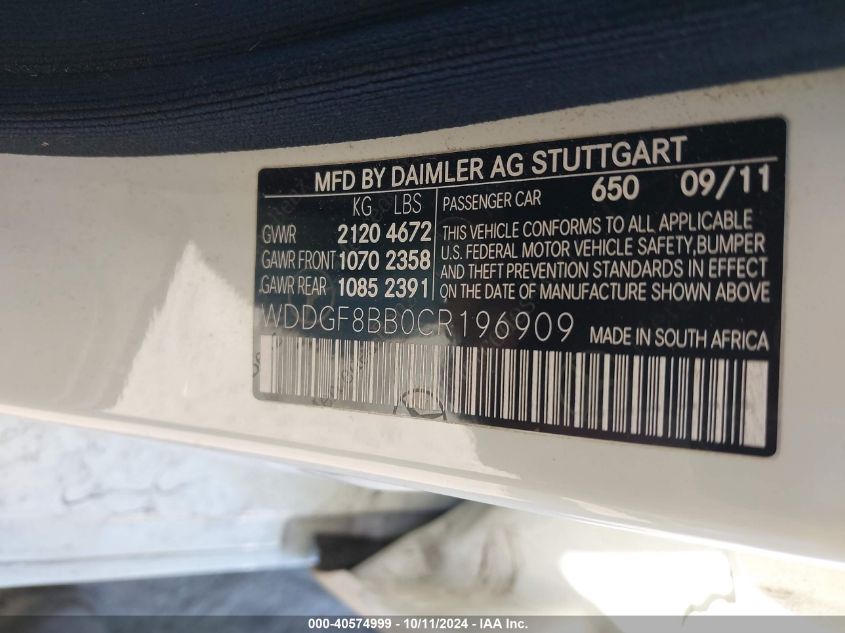 MFD BY DAIMLER AG STUTTGART
KG LBS
GVWR 2120 4672
GAWR FRONT 1070 2358
GAWR REAR 1085 2391
PASSENGER CAR 650 09/11
THIS VEHICLE CONFORMS TO ALL APPLICABLE
U.S. FEDERAL MOTOR VEHICLE SAFETY,BUMPER
AND THEFT PREVENTION STANDARDS IN EFFECT
ON THE DATE OF MANUFACTURE SHOWN ABOVE
WDDGF8BB0CR196909 MADE IN SOUTH AFRICA
000-40574999 - 10/11/2024 - IAA Inc.